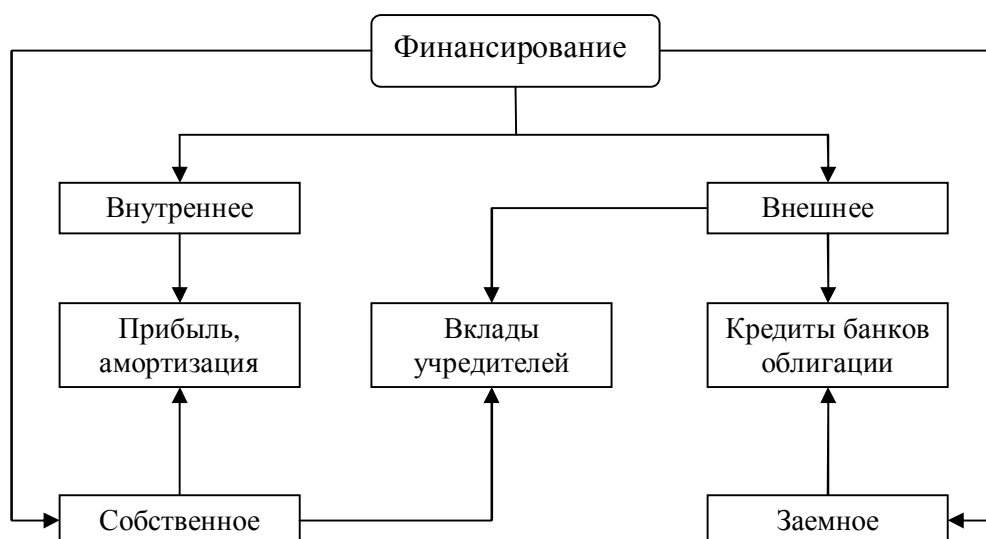 Финансирование
Внутреннее
Внешнее
Прибыль,
амортизация
Вклады
учредителей
Кредиты банков
облигации
Собственное
Заемное